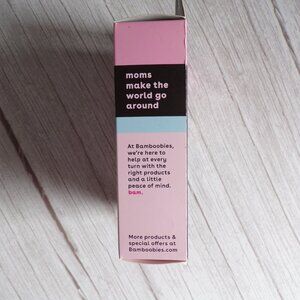 moms
make the
world go
around
At Bamboobies,
we're here to
help at every
turn with the
right products
and a little
peace of mind.
bam.
More products &
special offers at
Bamboobies.com